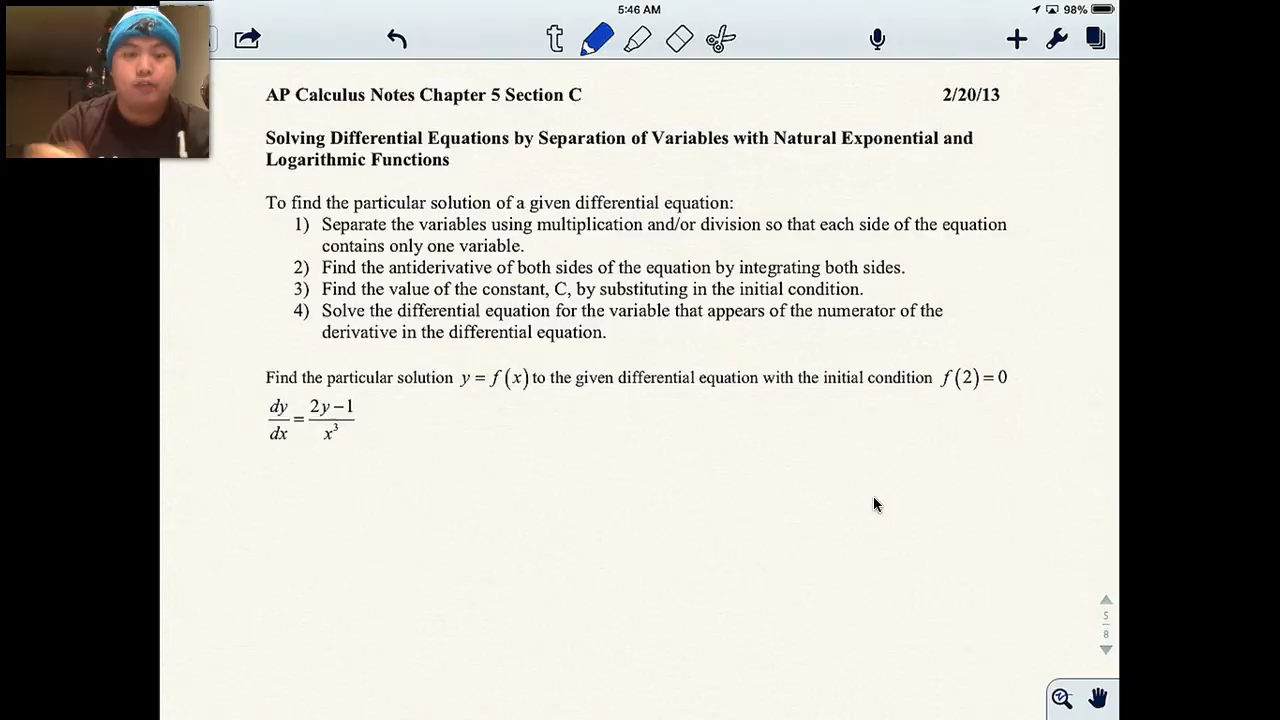 5:46 AM
98%
t
AP Calculus Notes Chapter 5 Section C 2/20/13
Solving Differential Equations by Separation of Variables with Natural Exponential and
Logarithmic Functions
To find the particular solution of a given differential equation:
1) Separate the variables using multiplication and/or division so that each side of the equation
contains only one variable.
2) Find the antiderivative of both sides of the equation by integrating both sides.
3) Find the value of the constant, C, by substituting in the initial condition.
4) Solve the differential equation for the variable that appears of the numerator of the
derivative in the differential equation.
Find the particular solution y = f(x) to the given differential equation with the initial condition f(2) = 0
dy/dx = (2y − 1)/x³
5
8
1